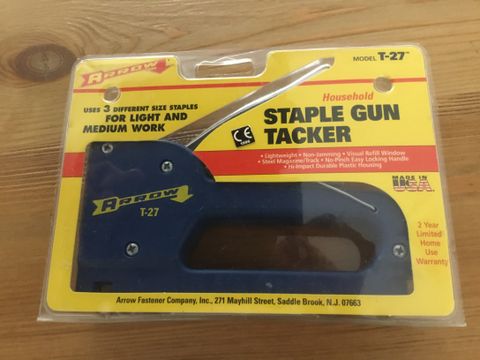 ARROW
MODEL T-27™
USES 3 DIFFERENT SIZE STAPLES
FOR LIGHT AND
MEDIUM WORK
Household
STAPLE GUN
TACKER
CE
• Lightweight • Non-Jamming • Visual Refill Window
• Steel Magazine/Track • No-Pinch Easy Locking Handle
• Hi-Impact Durable Plastic Housing
MADE IN
U.S.A.
ARROW
T-27
2 Year
Limited
Home
Use
Warranty
Arrow Fastener Company, Inc., 271 Mayhill Street, Saddle Brook, N.J. 07663